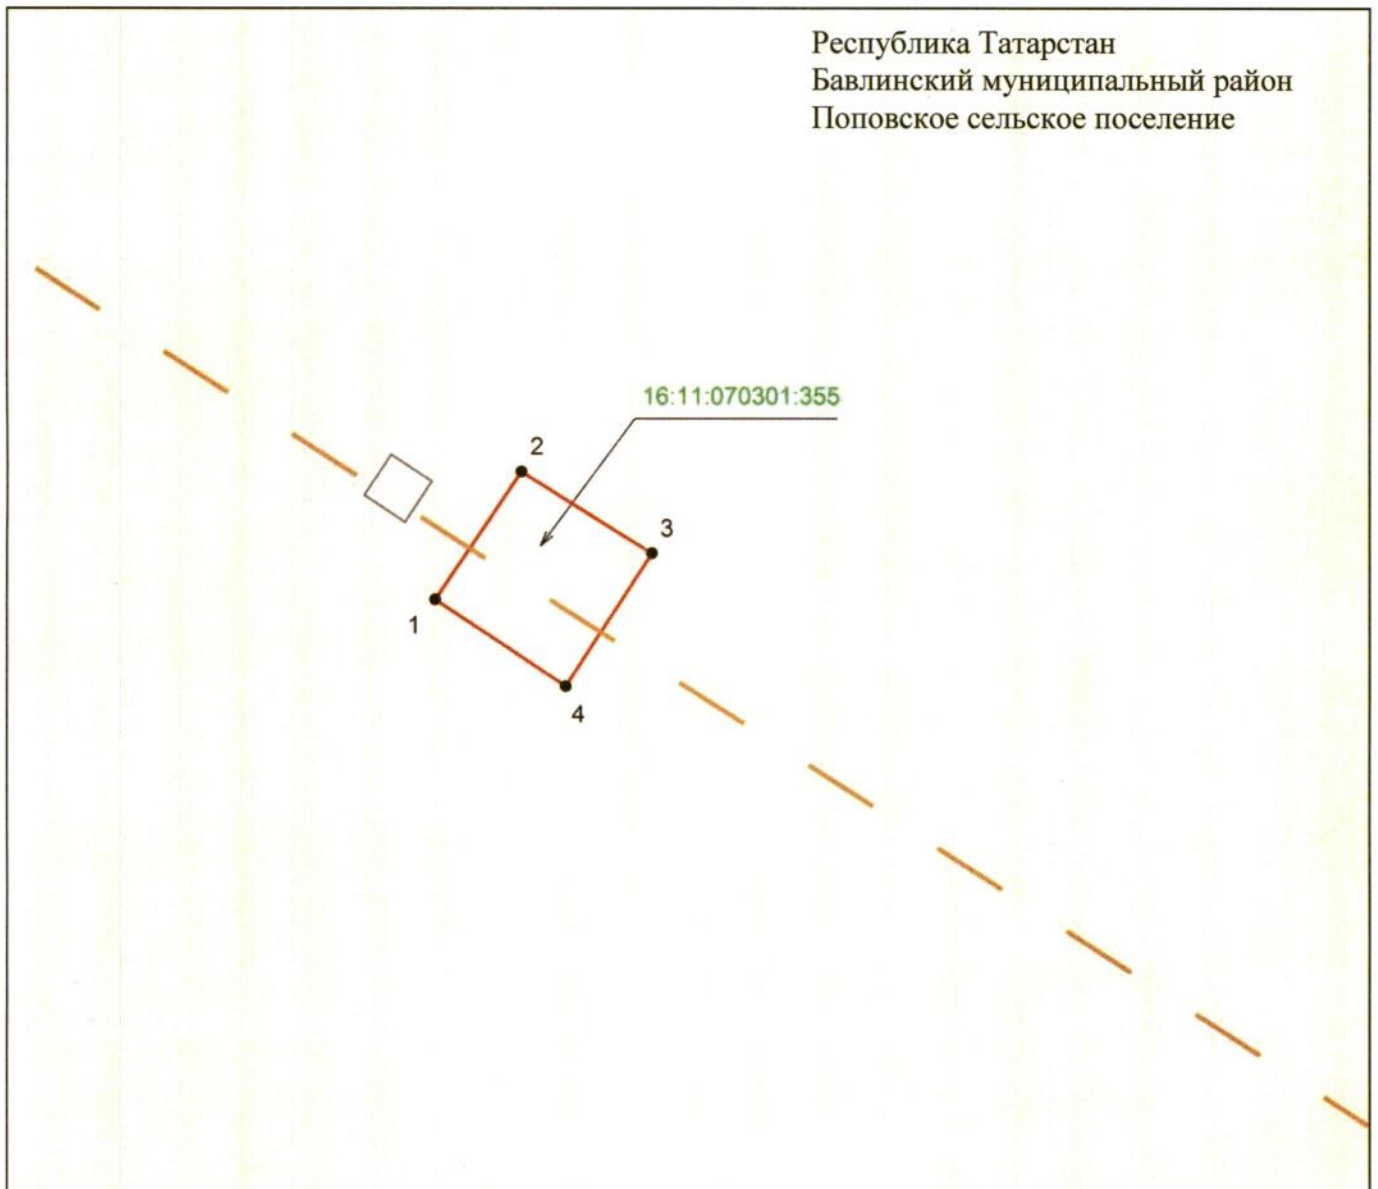 Республика Татарстан
Бавлинский муниципальный район
Поповское сельское поселение
16:11:070301:355
2
3
1
4